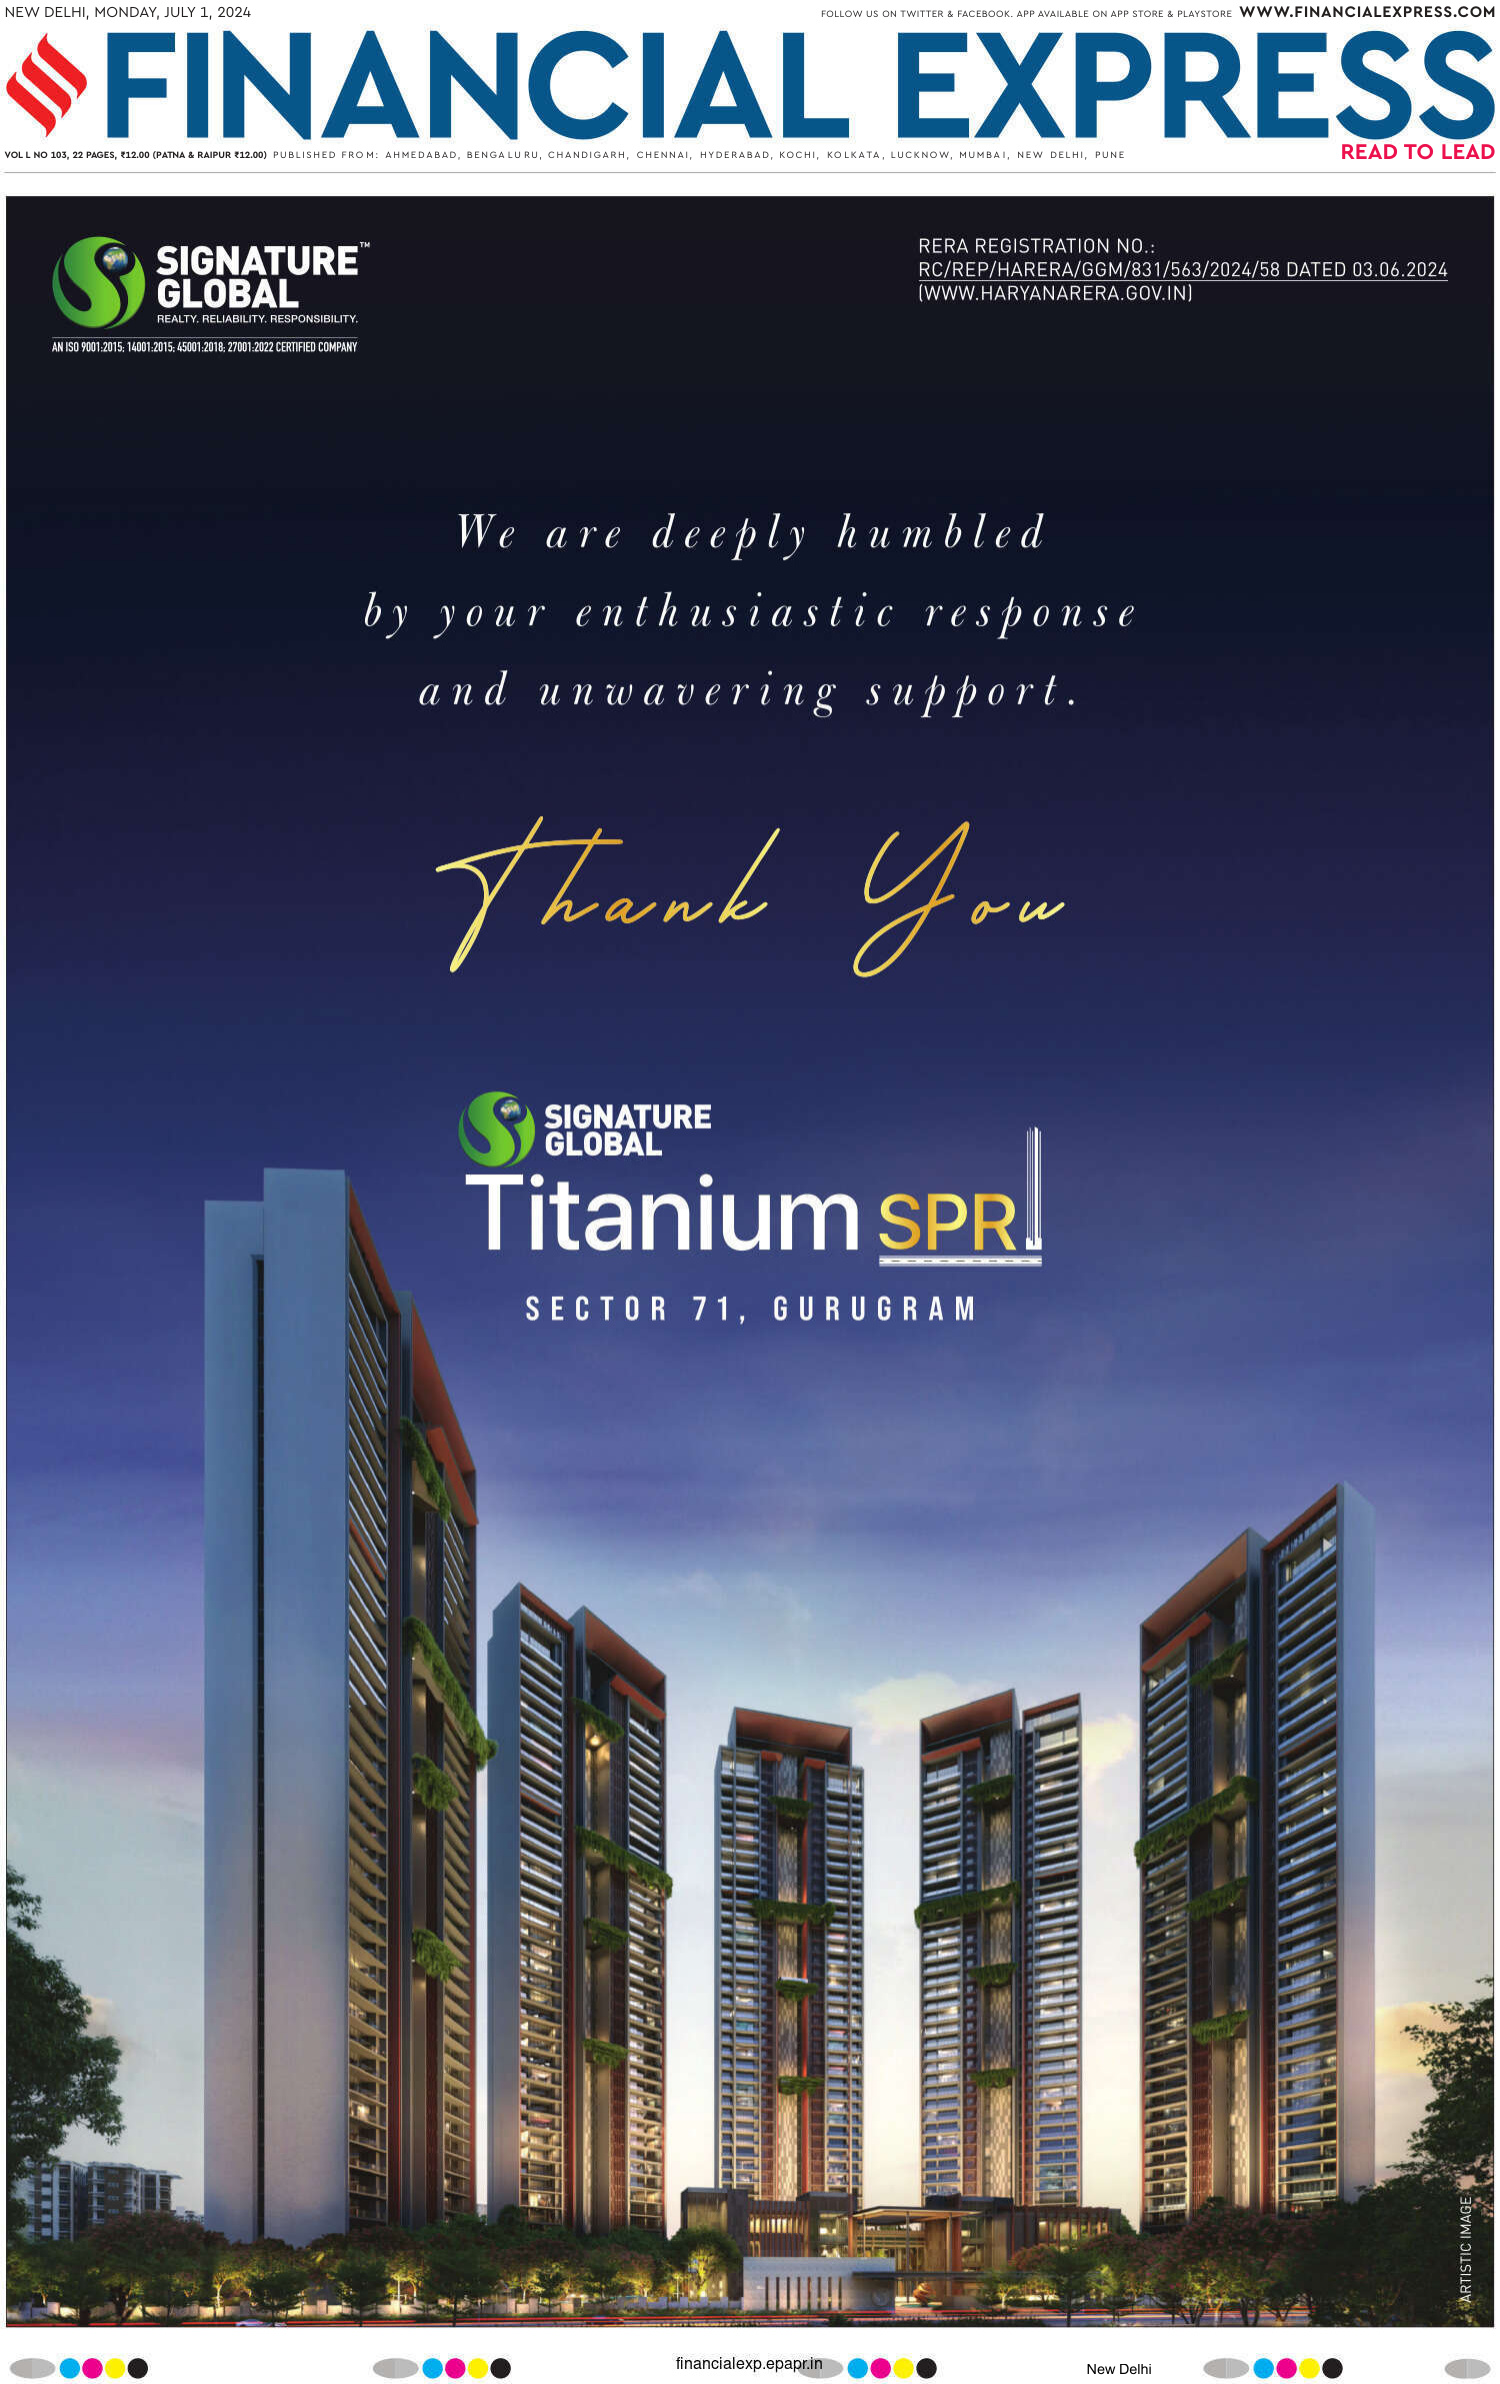 NEW DELHI, MONDAY, JULY 1, 2024
FOLLOW US ON TWITTER & FACEBOOK. APP AVAILABLE ON APP STORE & PLAYSTORE WWW.FINANCIALEXPRESS.COM
FINANCIAL EXPRESS
VOL L NO 103, 22 PAGES, ₹12.00 (PATNA & RAIPUR ₹12.00) PUBLISHED FROM: AHMEDABAD, BENGALURU, CHANDIGARH, CHENNAI, HYDERABAD, KOCHI, KOLKATA, LUCKNOW, MUMBAI, NEW DELHI, PUNE
READ TO LEAD
SIGNATURE™
GLOBAL
REALTY. RELIABILITY. RESPONSIBILITY.
AN ISO 9001:2015; 14001:2015; 45001:2018; 27001:2022 CERTIFIED COMPANY
RERA REGISTRATION NO.:
RC/REP/HARERA/GGM/831/563/2024/58 DATED 03.06.2024
(WWW.HARYANARERA.GOV.IN)
We are deeply humbled
by your enthusiastic response
and unwavering support.
Thank You
SIGNATURE
GLOBAL
Titanium SPR
SECTOR 71, GURUGRAM
ARTISTIC IMAGE
financialexp.epapr.in
New Delhi